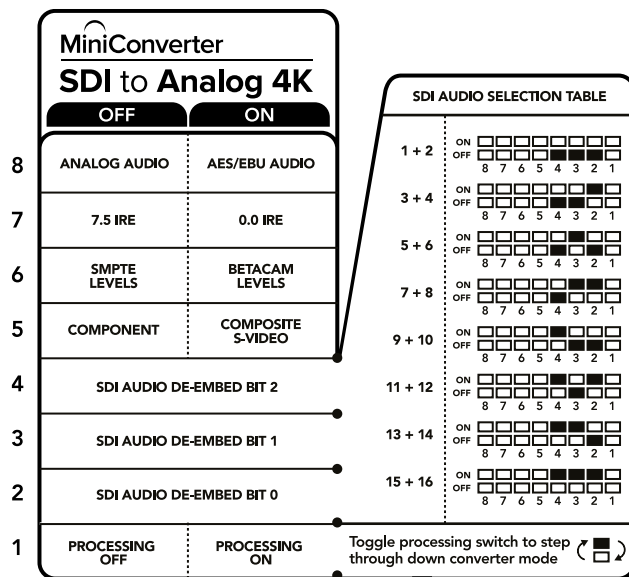 MiniConverter
SDI to Analog 4K
OFF ON
8 ANALOG AUDIO AES/EBU AUDIO
7 7.5 IRE 0.0 IRE
6 SMPTE LEVELS BETACAM LEVELS
5 COMPONENT COMPOSITE S-VIDEO
4 SDI AUDIO DE-EMBED BIT 2
3 SDI AUDIO DE-EMBED BIT 1
2 SDI AUDIO DE-EMBED BIT 0
1 PROCESSING OFF PROCESSING ON
SDI AUDIO SELECTION TABLE
1 + 2
ON
OFF
8 7 6 5 4 3 2 1
3 + 4
ON
OFF
8 7 6 5 4 3 2 1
5 + 6
ON
OFF
8 7 6 5 4 3 2 1
7 + 8
ON
OFF
8 7 6 5 4 3 2 1
9 + 10
ON
OFF
8 7 6 5 4 3 2 1
11 + 12
ON
OFF
8 7 6 5 4 3 2 1
13 + 14
ON
OFF
8 7 6 5 4 3 2 1
15 + 16
ON
OFF
8 7 6 5 4 3 2 1
Toggle processing switch to step
through down converter mode